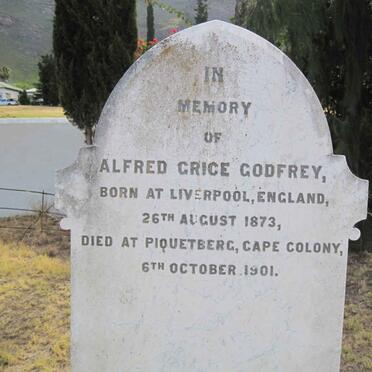 IN
MEMORY
OF
ALFRED GRICE GODFREY,
BORN AT LIVERPOOL, ENGLAND,
26TH AUGUST 1873,
DIED AT PIQUETBERG, CAPE COLONY,
6TH OCTOBER 1901.